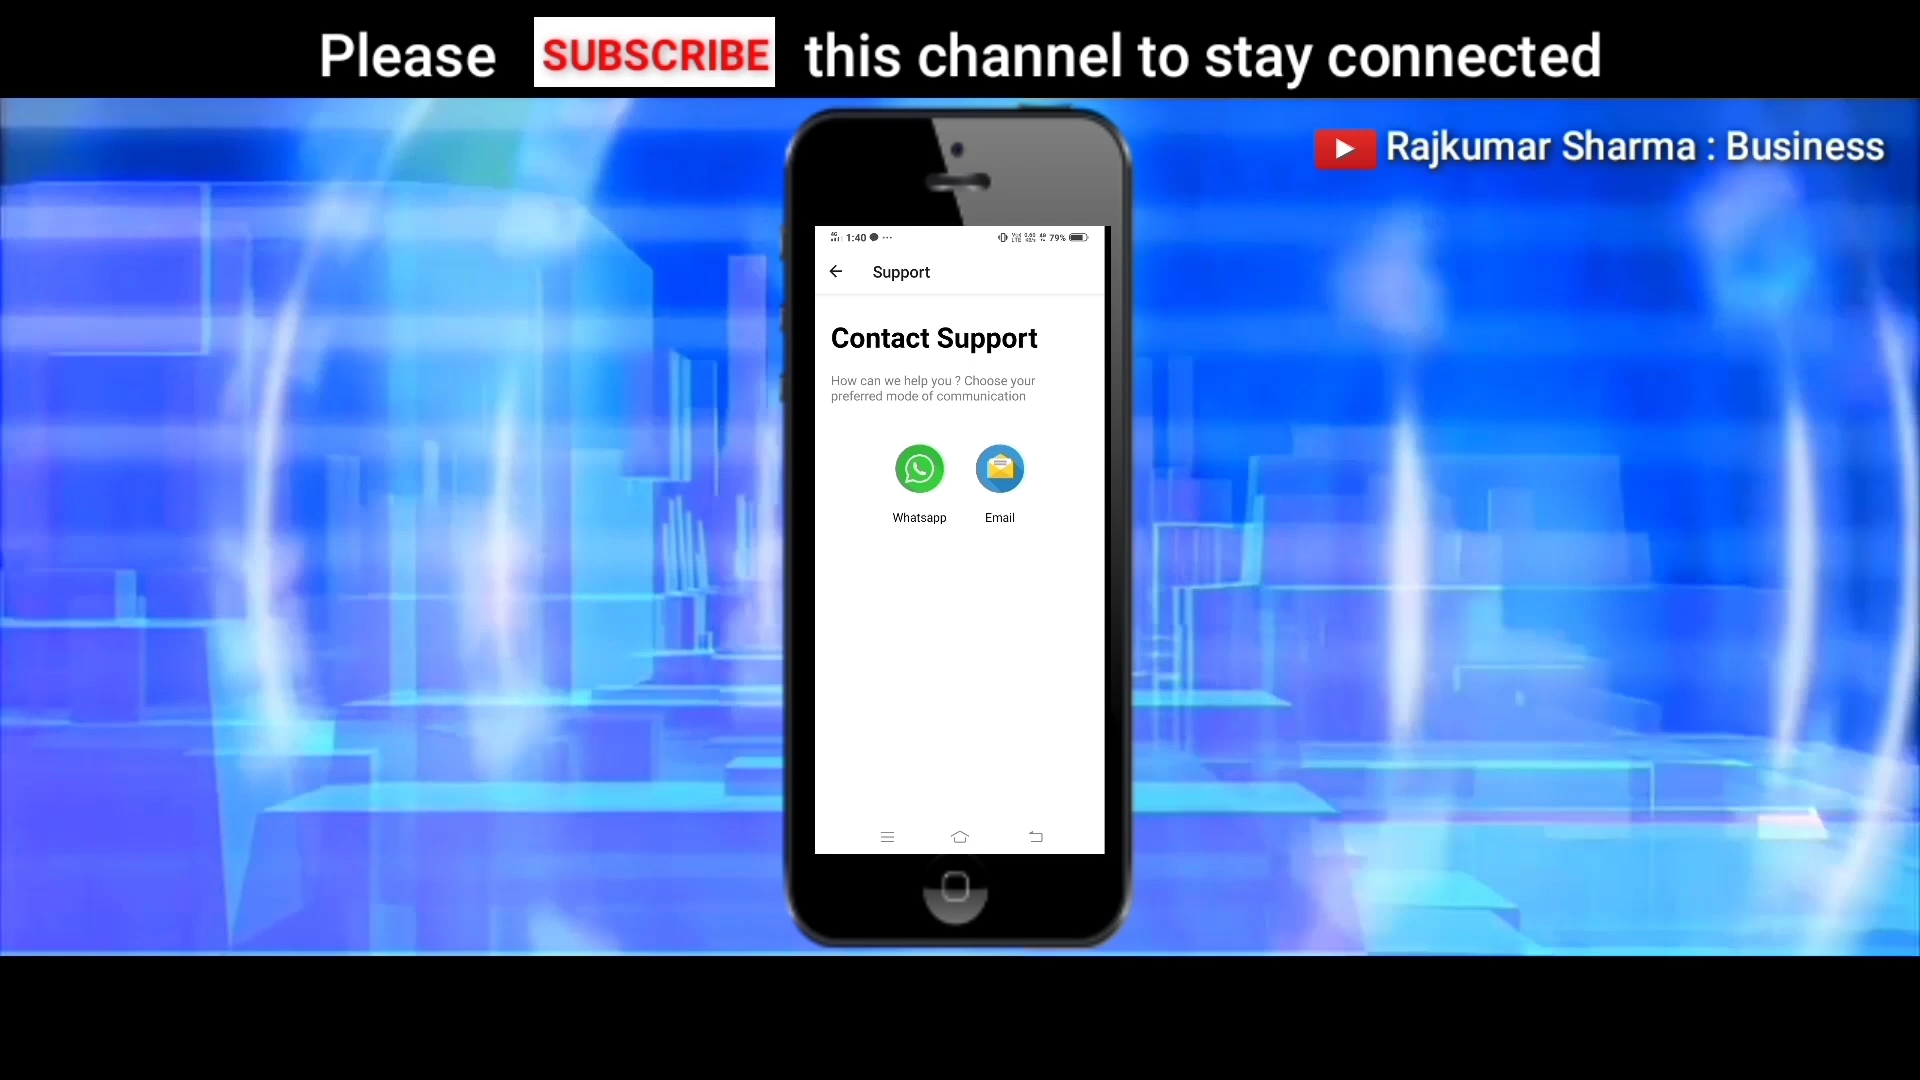 Please SUBSCRIBE this channel to stay connected
Rajkumar Sharma : Business
1:40
79%
Support
Contact Support
How can we help you ? Choose your
preferred mode of communication
Whatsapp Email